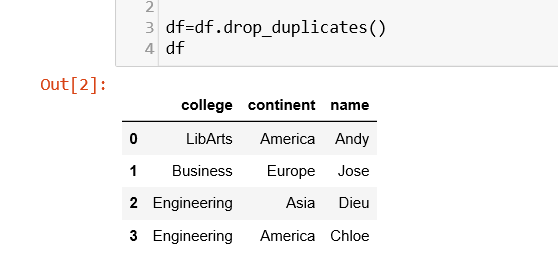 2
3 df=df.drop_duplicates()
4 df
Out[2]:
college continent name
0 LibArts America Andy
1 Business Europe Jose
2 Engineering Asia Dieu
3 Engineering America Chloe